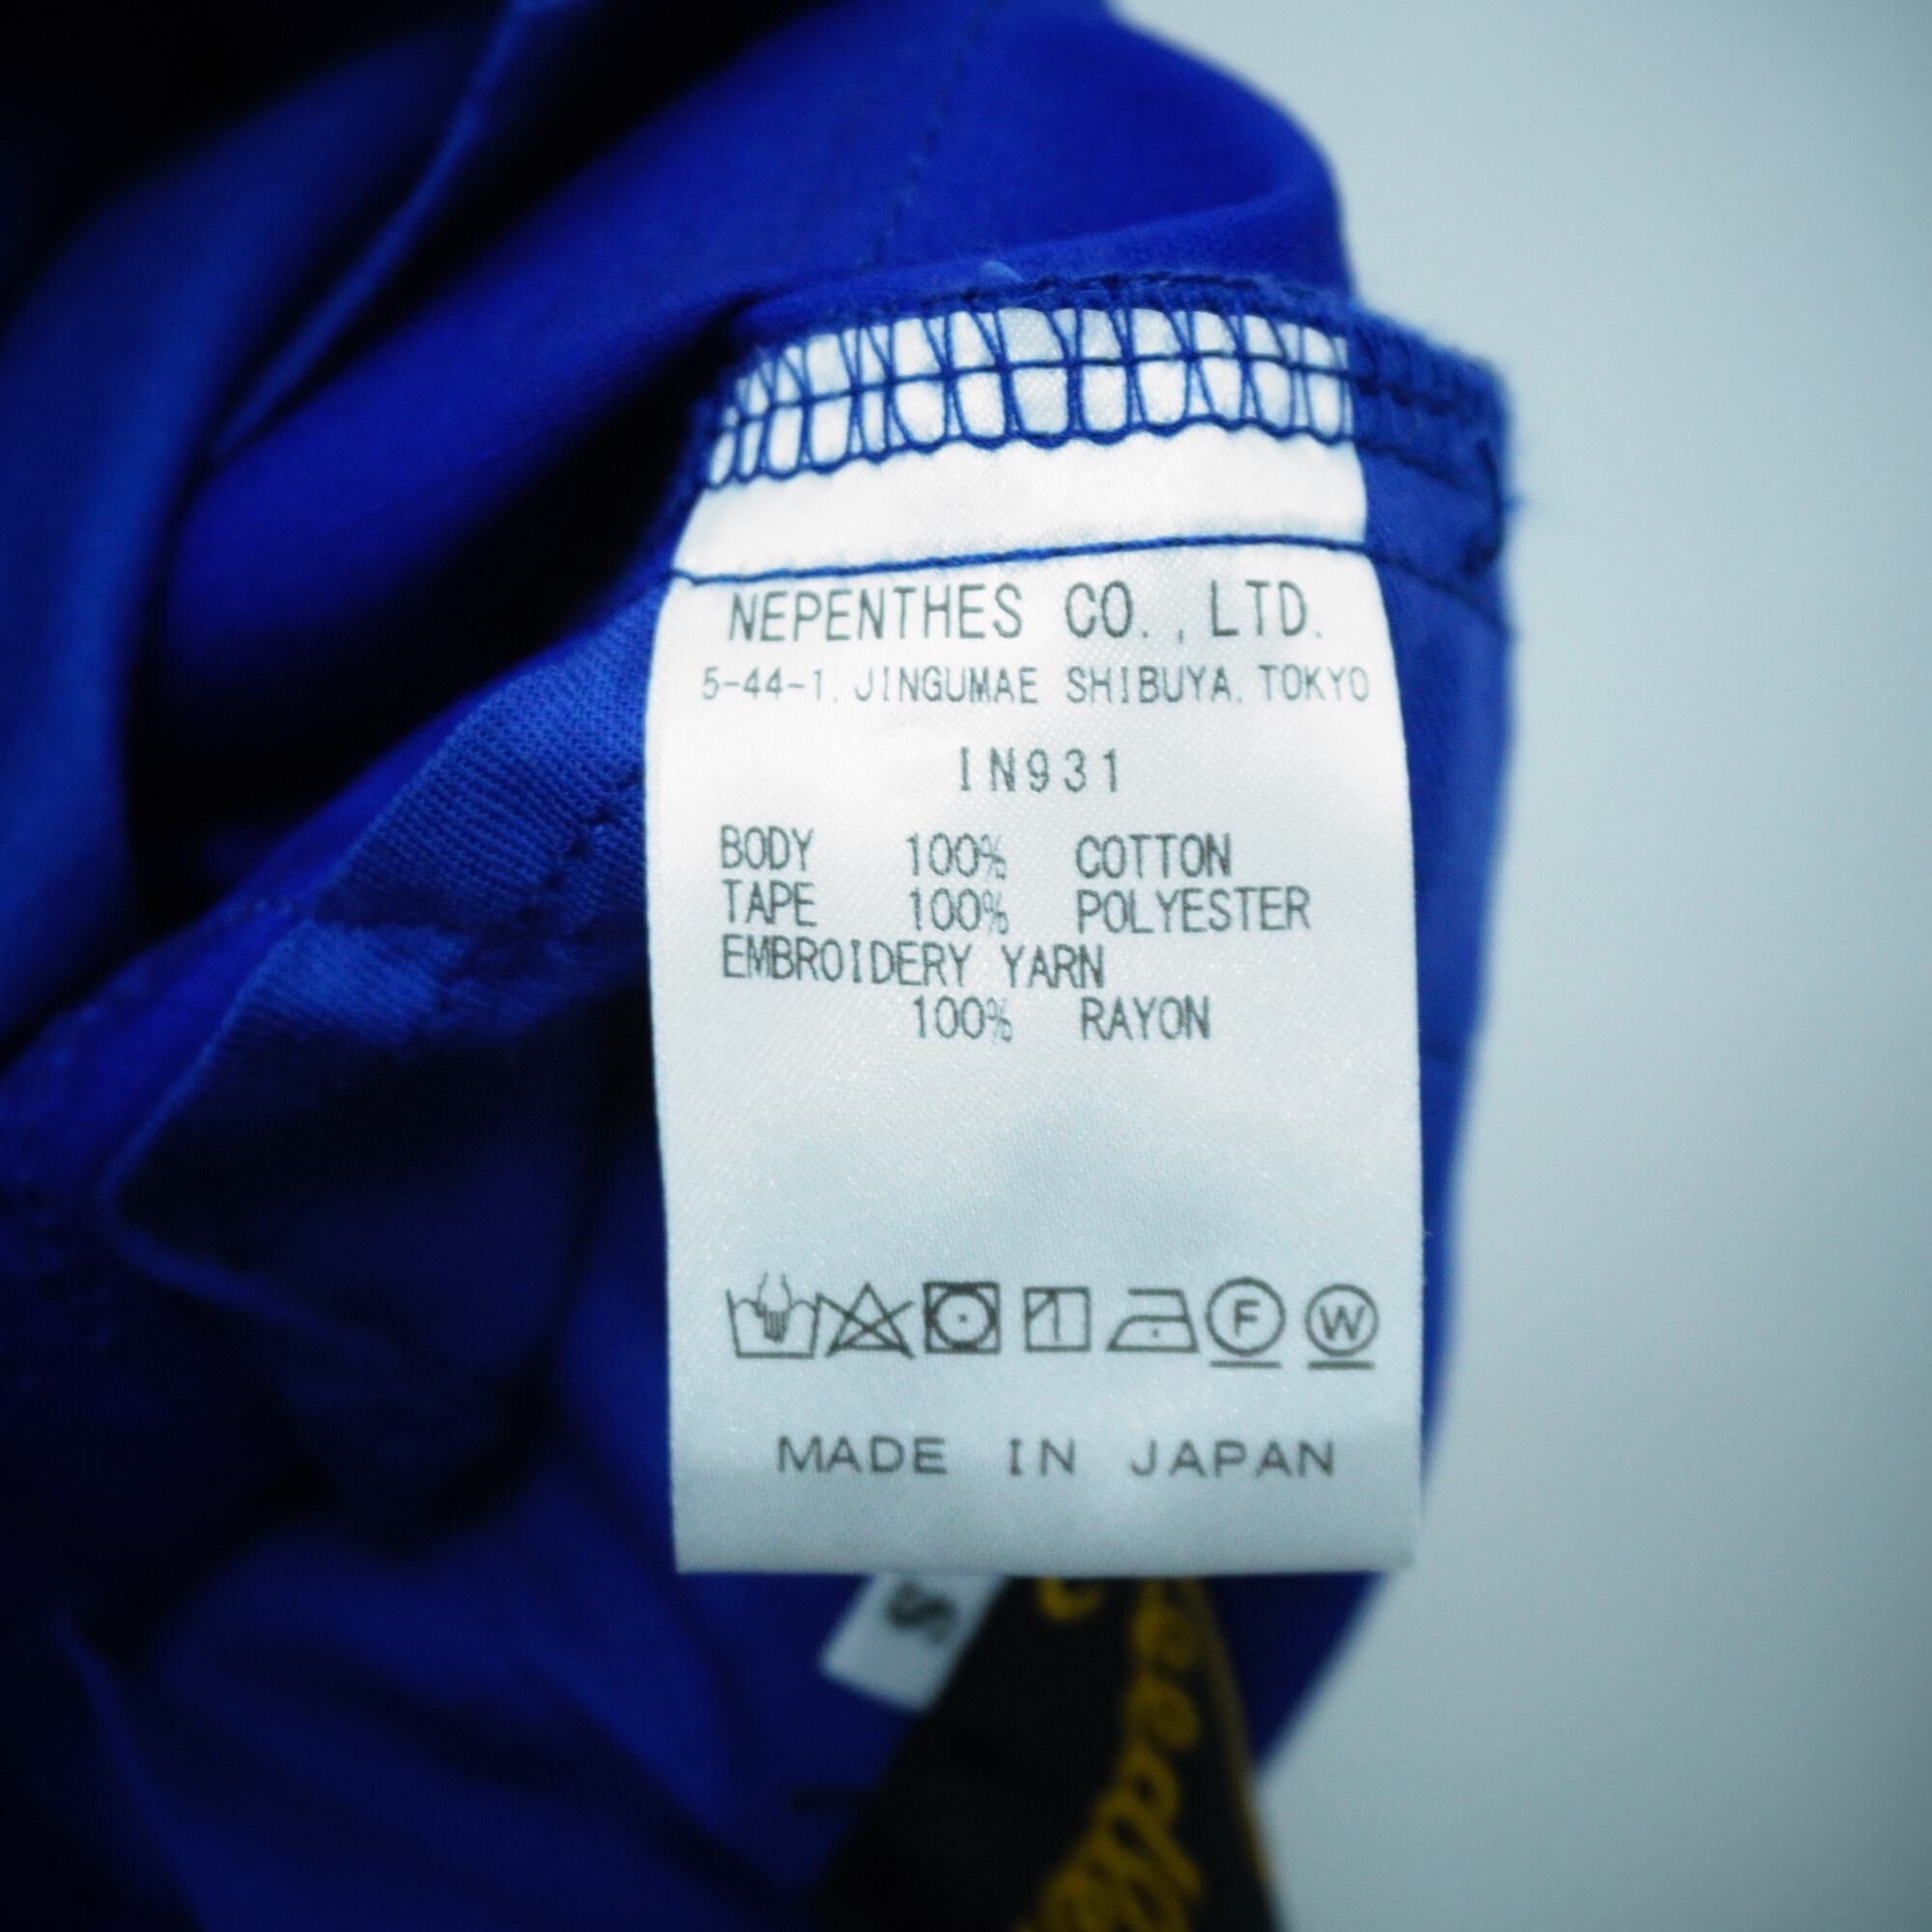 NEPENTHES CO., LTD.
5-44-1, JINGUMAE SHIBUYA, TOKYO
IN931
BODY 100% COTTON
TAPE 100% POLYESTER
EMBROIDERY YARN
100% RAYON
F W
MADE IN JAPAN
S